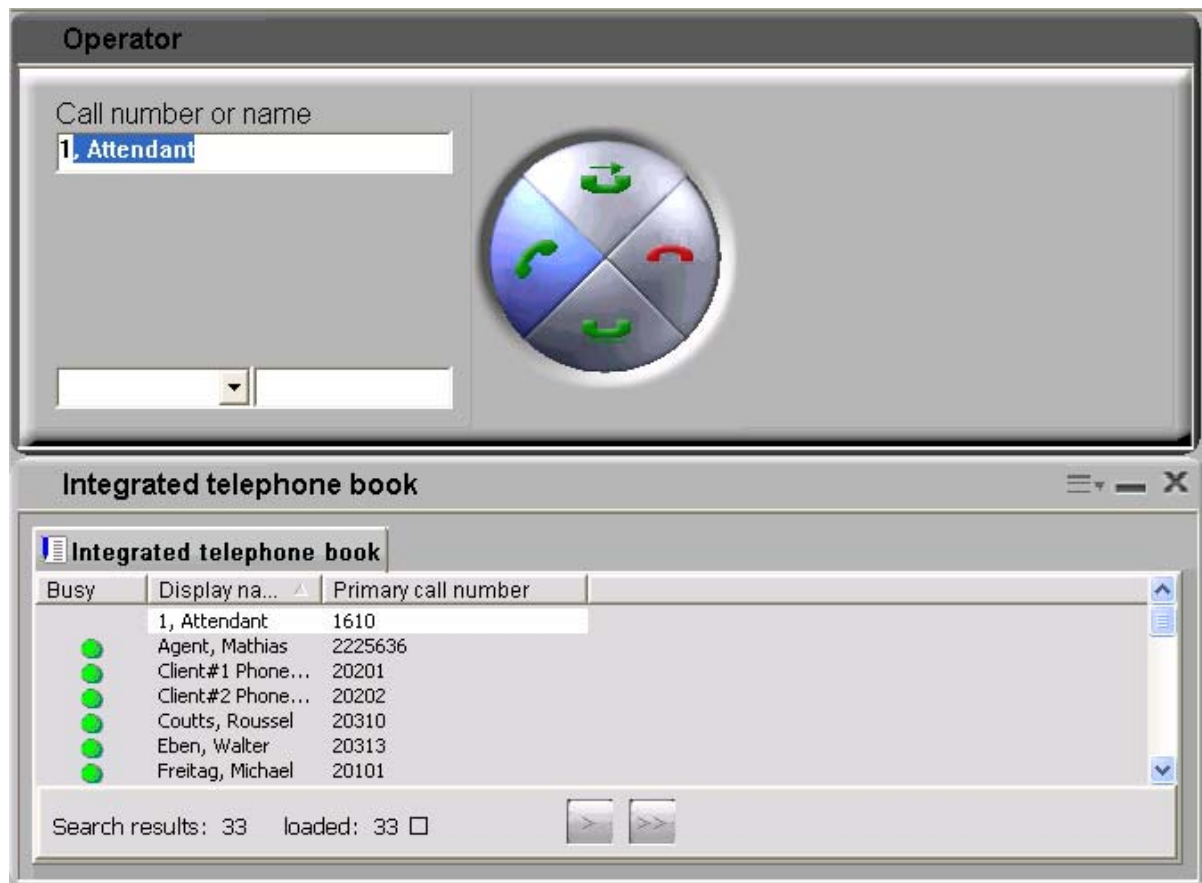 Operator
Call number or name
1, Attendant
Integrated telephone book
Integrated telephone book
Busy Display na... Primary call number
1, Attendant 1610
Agent, Mathias 2225636
Client#1 Phone... 20201
Client#2 Phone... 20202
Coutts, Roussel 20310
Eben, Walter 20313
Freitag, Michael 20101
Search results: 33 loaded: 33
> >>